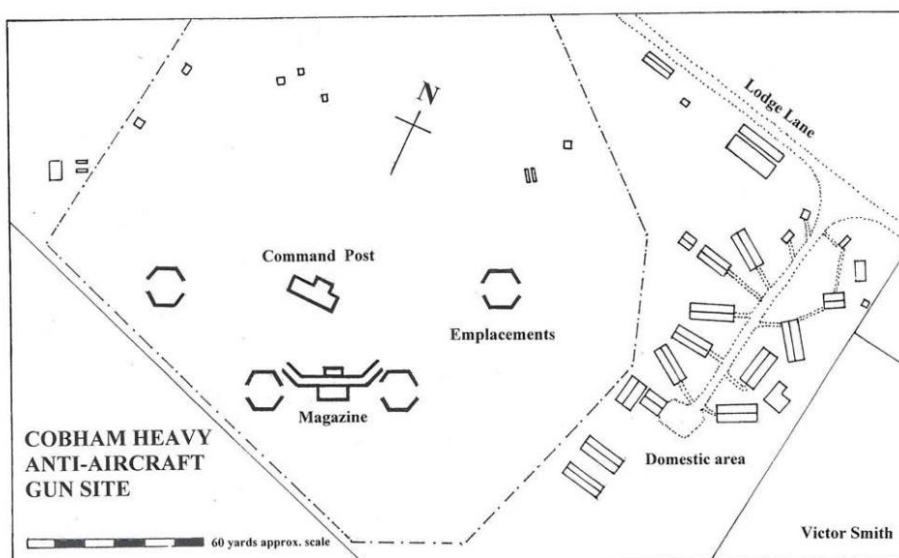 N
Lodge Lane
Command Post
Emplacements
Magazine
COBHAM HEAVY
ANTI-AIRCRAFT
GUN SITE
Domestic area
60 yards approx. scale
Victor Smith